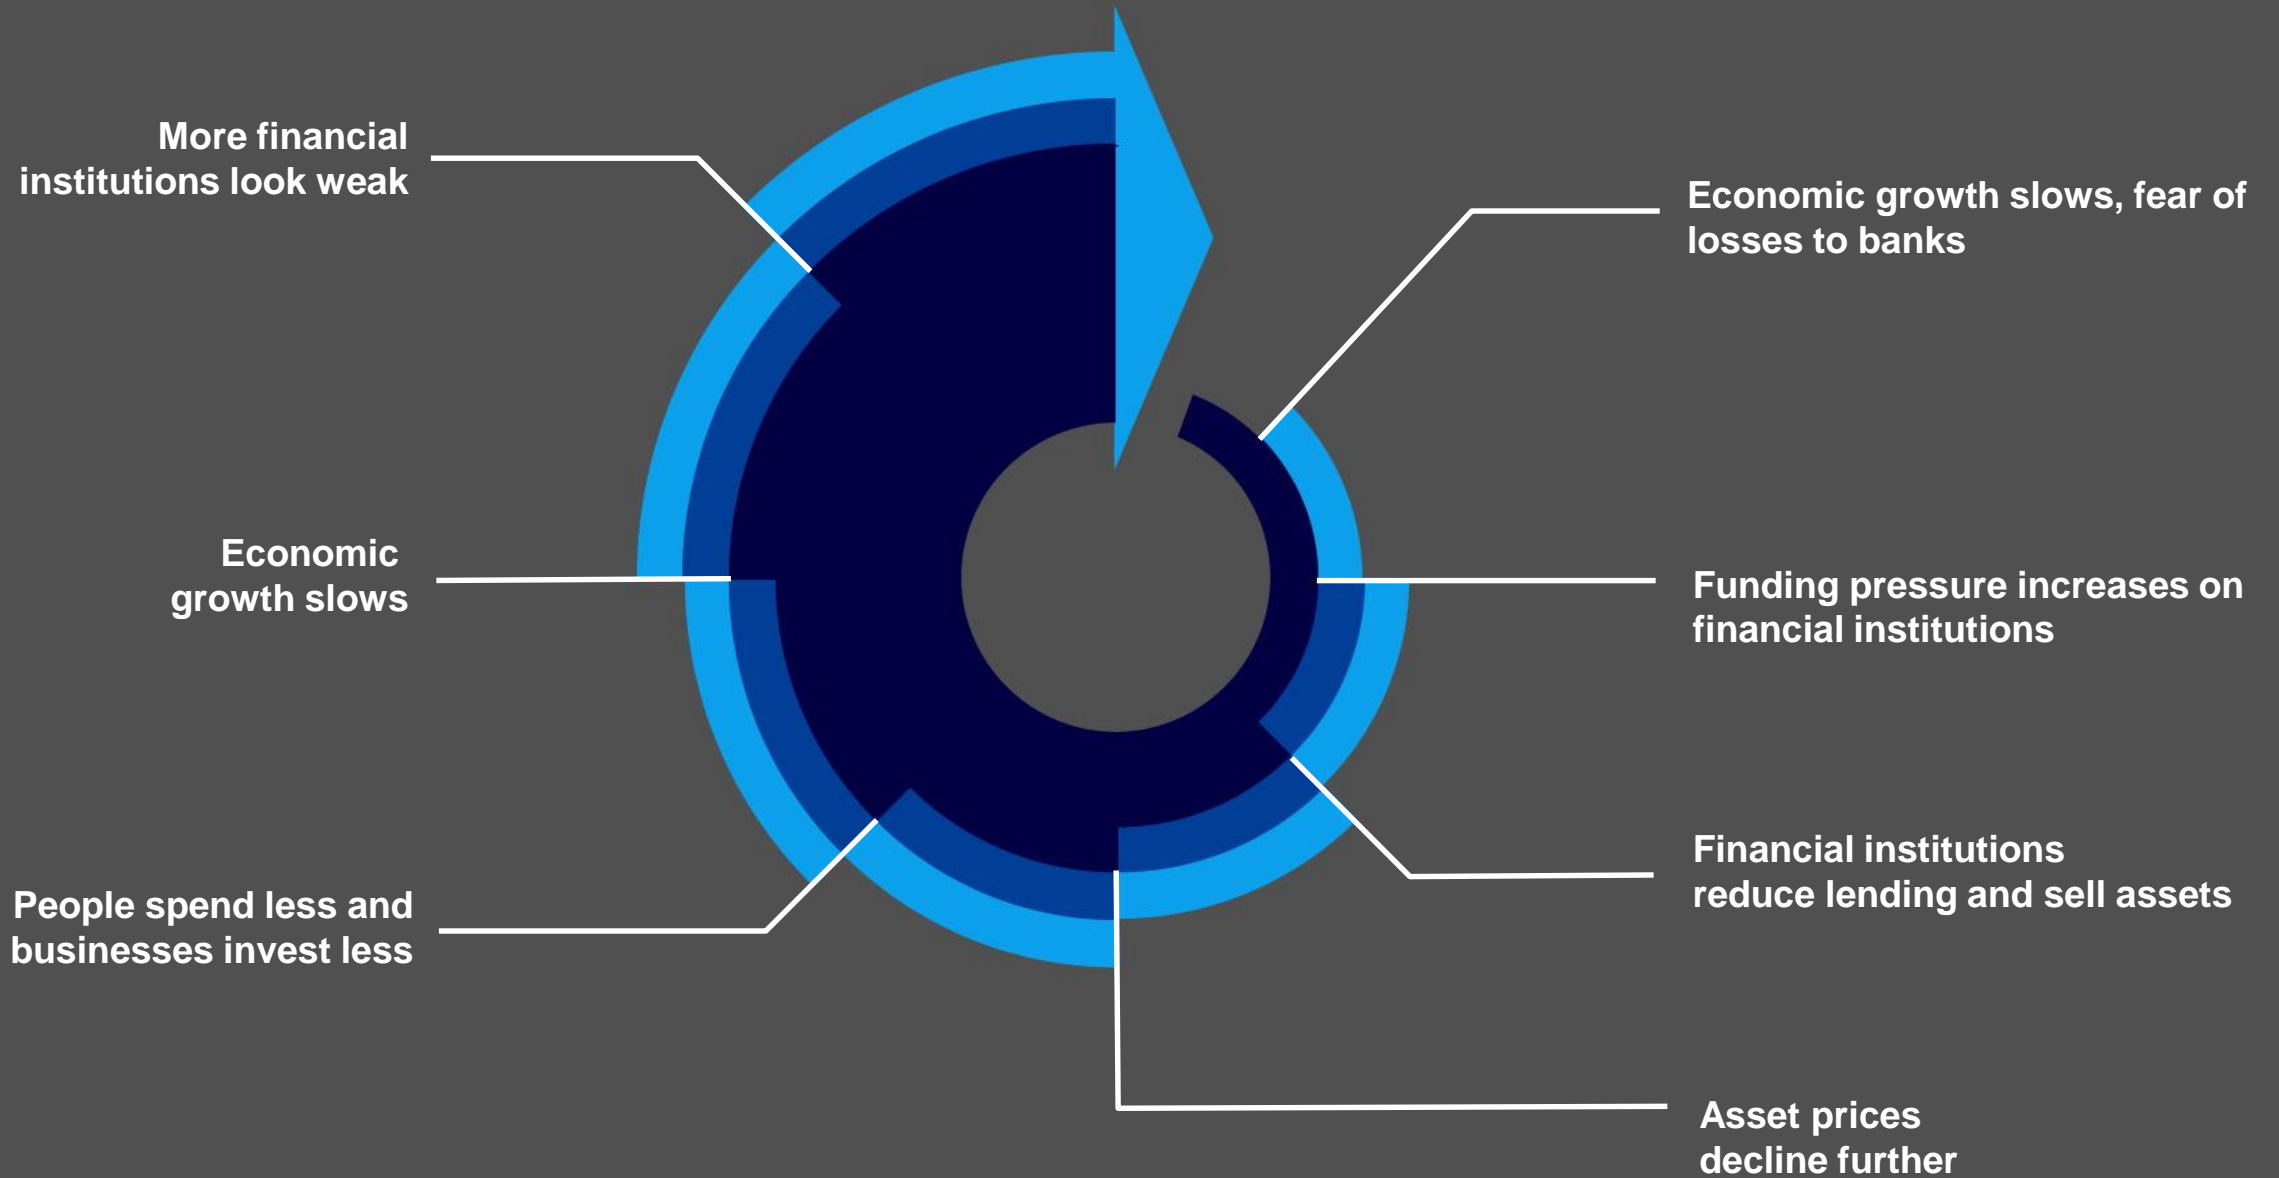 More financial
institutions look weak
Economic growth slows, fear of
losses to banks
Economic
growth slows
Funding pressure increases on
financial institutions
People spend less and
businesses invest less
Financial institutions
reduce lending and sell assets
Asset prices
decline further